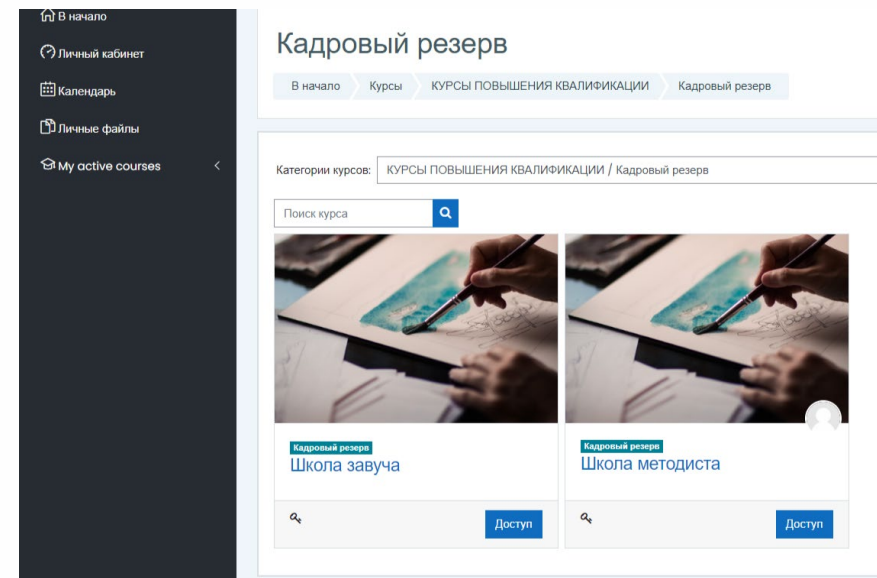 В начало
Личный кабинет
Календарь
Личные файлы
My active courses
Кадровый резерв
В начало Курсы КУРСЫ ПОВЫШЕНИЯ КВАЛИФИКАЦИИ Кадровый резерв
Категории курсов: КУРСЫ ПОВЫШЕНИЯ КВАЛИФИКАЦИИ / Кадровый резерв
Поиск курса
Кадровый резерв
Школа завуча
Доступ
Кадровый резерв
Школа методиста
Доступ